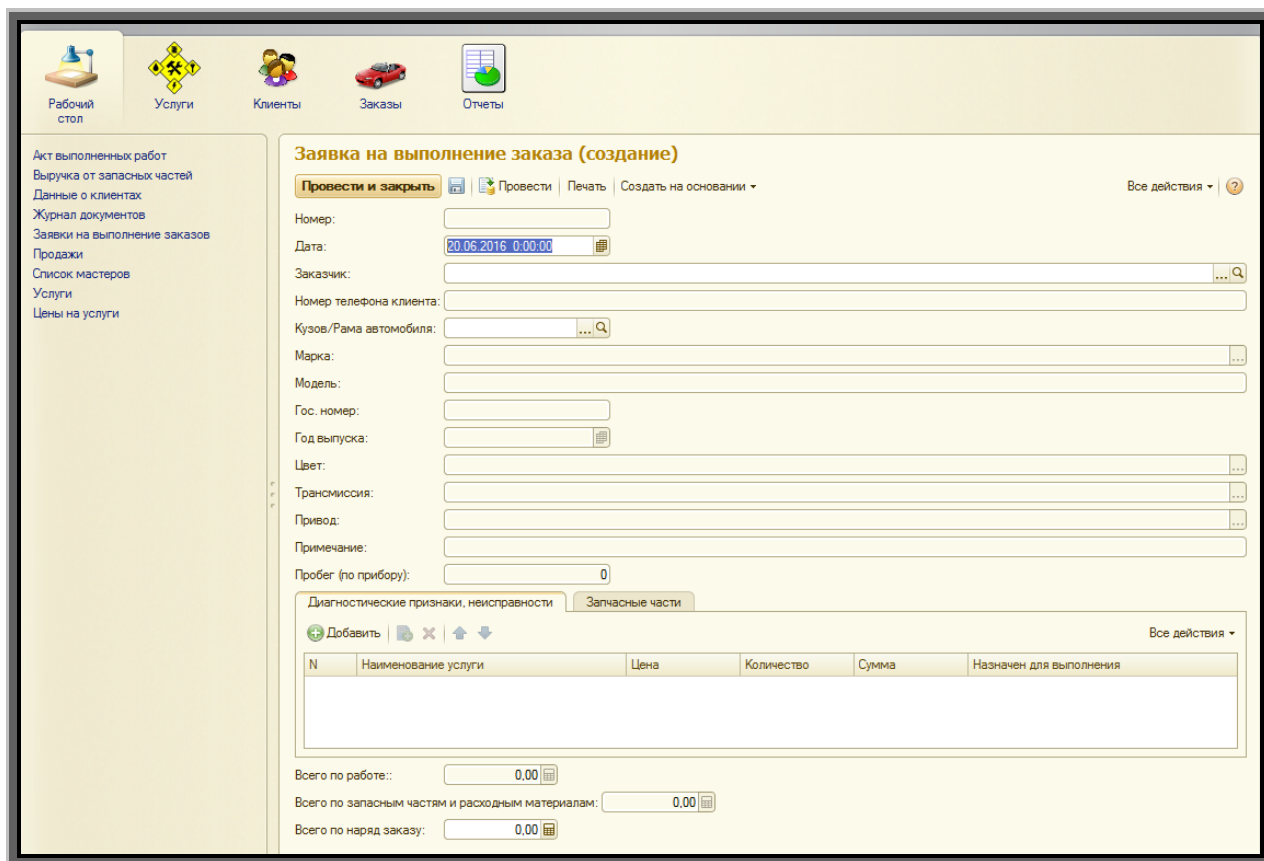 Рабочий стол
Услуги
Клиенты
Заказы
Отчеты
Акт выполненных работ
Выручка от запасных частей
Данные о клиентах
Журнал документов
Заявки на выполнение заказов
Продажи
Список мастеров
Услуги
Цены на услуги
Заявка на выполнение заказа (создание)
Провести и закрыть Провести Печать Создать на основании Все действия ?
Номер:
Дата: 20.06.2016 0:00:00
Заказчик: ...
Номер телефона клиента:
Кузов/Рама автомобиля: ...
Марка: ...
Модель:
Гос. номер:
Год выпуска:
Цвет: ...
Трансмиссия: ...
Привод: ...
Примечание:
Пробег (по прибору): 0
Диагностические признаки, неисправности Запчасные части
Добавить Все действия
N Наименование услуги Цена Количество Сумма Назначен для выполнения
Всего по работе:: 0,00
Всего по запасным частям и расходным материалам: 0,00
Всего по наряд заказу: 0,00